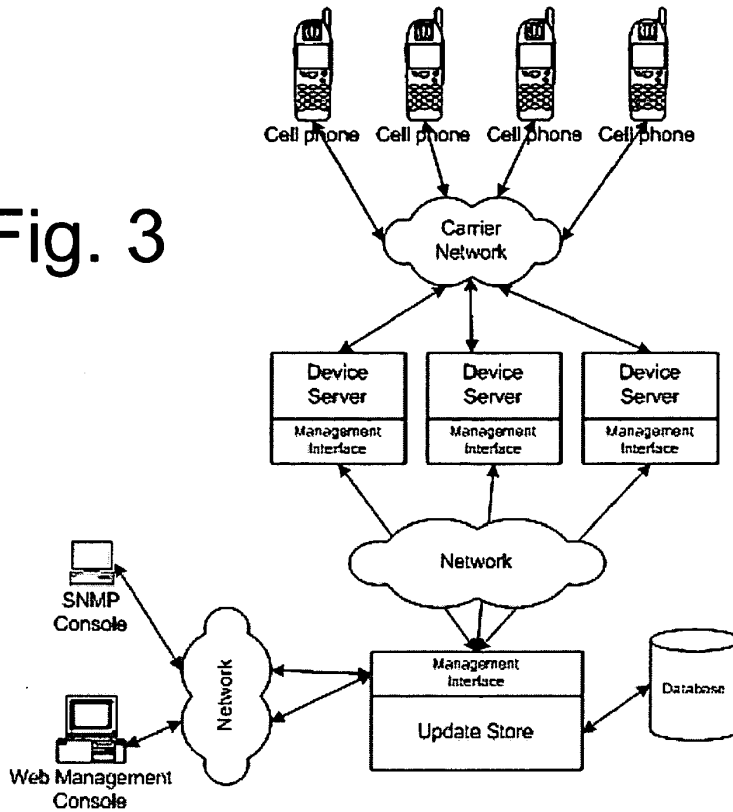 Cell phone Cell phone Cell phone Cell phone
Fig. 3
Carrier
Network
Device
Server
Management
Interface
Device
Server
Management
Interface
Device
Server
Management
Interface
Network
SNMP
Console
Network
Management
Interface
Update Store
Database
Web Management
Console